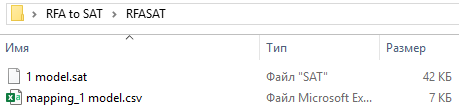 RFA to SAT > RFASAT
Имя Тип Размер
1 model.sat Файл "SAT" 42 КБ
mapping_1 model.csv Файл Microsoft Ex... 7 КБ